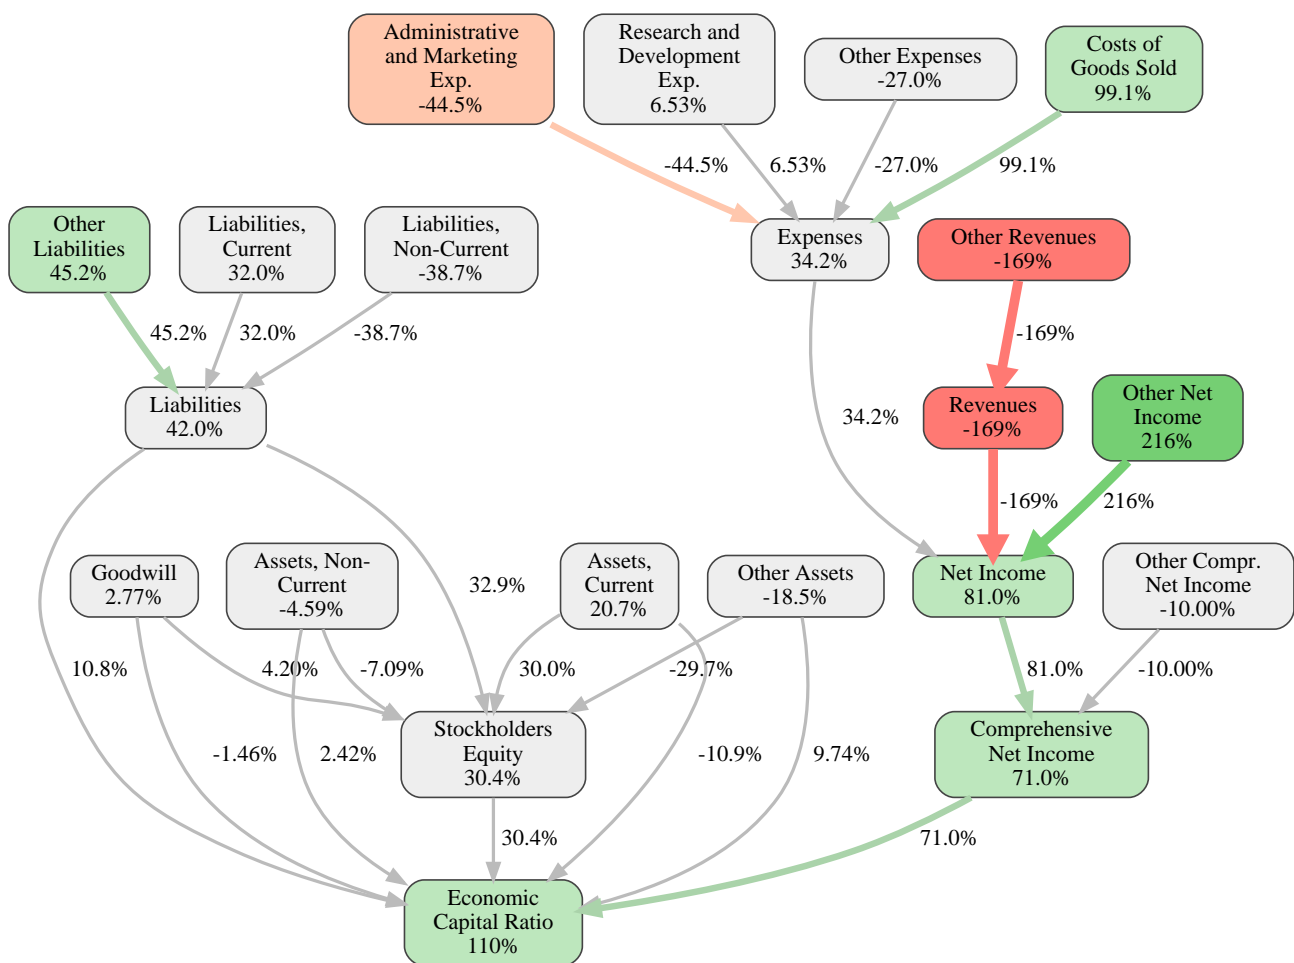 Administrative
and Marketing
Exp.
-44.5%
Research and
Development
Exp.
6.53%
Other Expenses
-27.0%
Costs of
Goods Sold
99.1%
-44.5%
6.53%
-27.0%
99.1%
Other
Liabilities
45.2%
Liabilities,
Current
32.0%
Liabilities,
Non-Current
-38.7%
Expenses
34.2%
Other Revenues
-169%
45.2%
32.0%
-38.7%
-169%
Liabilities
42.0%
34.2%
Revenues
-169%
Other Net
Income
216%
-169%
216%
Goodwill
2.77%
Assets, Non-
Current
-4.59%
32.9%
Assets,
Current
20.7%
Other Assets
-18.5%
Net Income
81.0%
Other Compr.
Net Income
-10.00%
10.8%
4.20%
-7.09%
30.0%
-29.7%
81.0%
-10.00%
-1.46%
2.42%
Stockholders
Equity
30.4%
-10.9%
9.74%
Comprehensive
Net Income
71.0%
30.4%
71.0%
Economic
Capital Ratio
110%